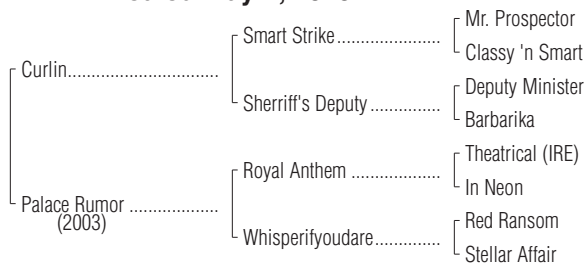 Mr. Prospector
Smart Strike
Classy 'n Smart
Curlin
Deputy Minister
Sherriff's Deputy
Barbarika
Theatrical (IRE)
Royal Anthem
In Neon
Palace Rumor
(2003)
Red Ransom
Whisperifyoudare
Stellar Affair